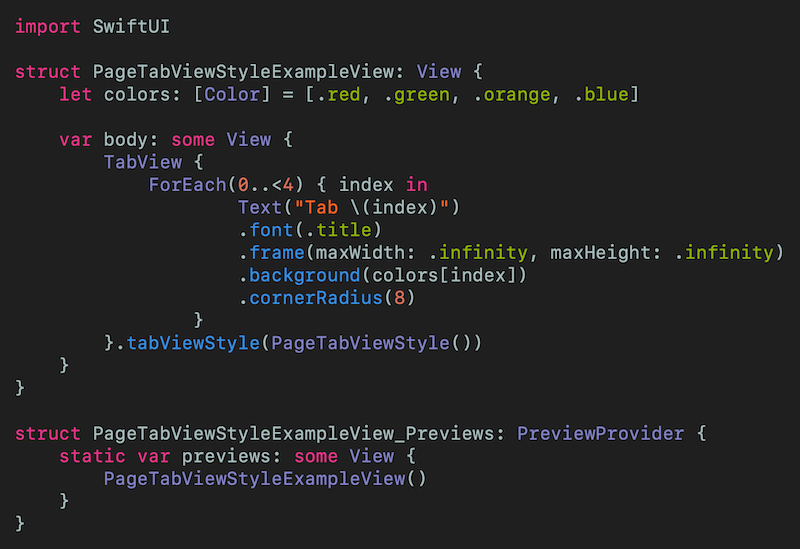 import SwiftUI

struct PageTabViewStyleExampleView: View {
    let colors: [Color] = [.red, .green, .orange, .blue]

    var body: some View {
        TabView {
            ForEach(0..<4) { index in
                    Text("Tab \(index)")
                    .font(.title)
                    .frame(maxWidth: .infinity, maxHeight: .infinity)
                    .background(colors[index])
                    .cornerRadius(8)
                }
        }.tabViewStyle(PageTabViewStyle())
    }
}

struct PageTabViewStyleExampleView_Previews: PreviewProvider {
    static var previews: some View {
        PageTabViewStyleExampleView()
    }
}